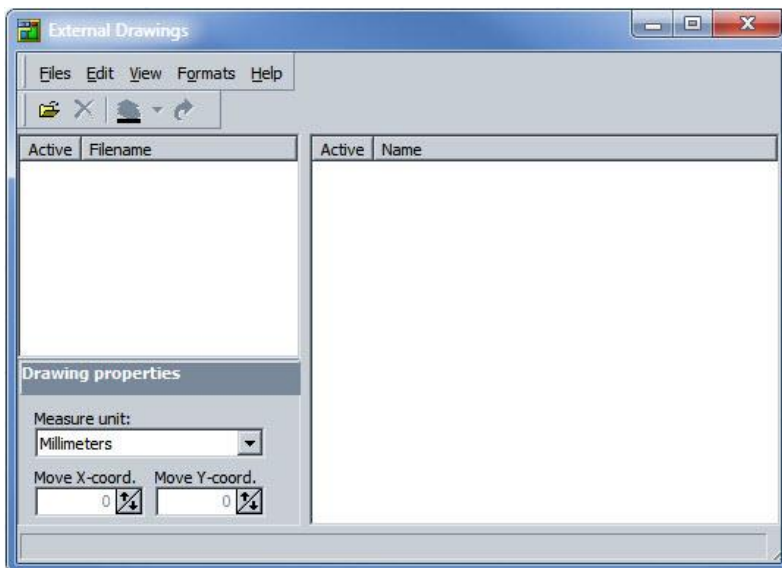 External Drawings
Files Edit View Formats Help
Active Filename
Active Name
Drawing properties
Measure unit:
Millimeters
Move X-coord. Move Y-coord.
0 0